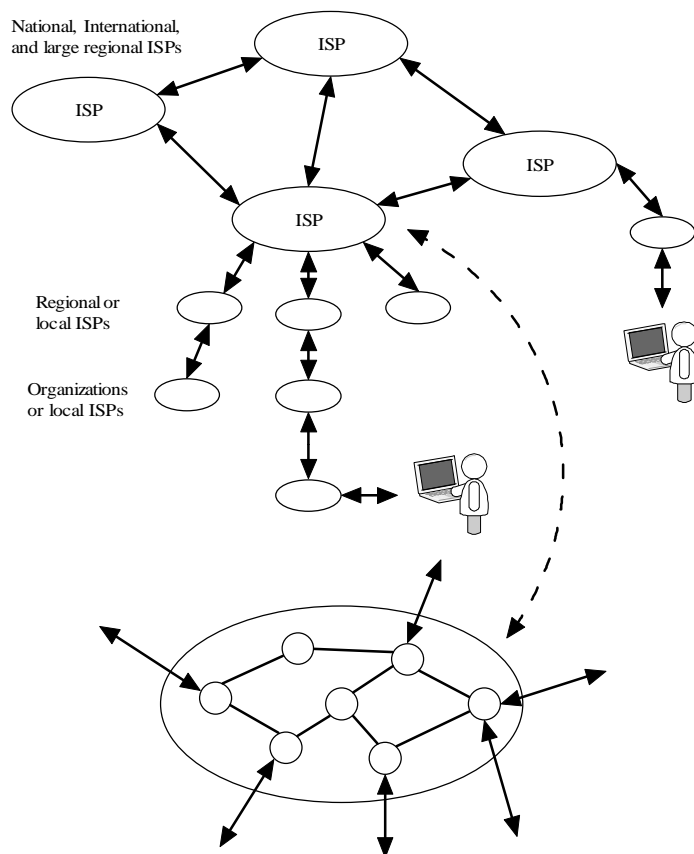 National, International,
and large regional ISPs
ISP
ISP
ISP
ISP
Regional or
local ISPs
Organizations
or local ISPs